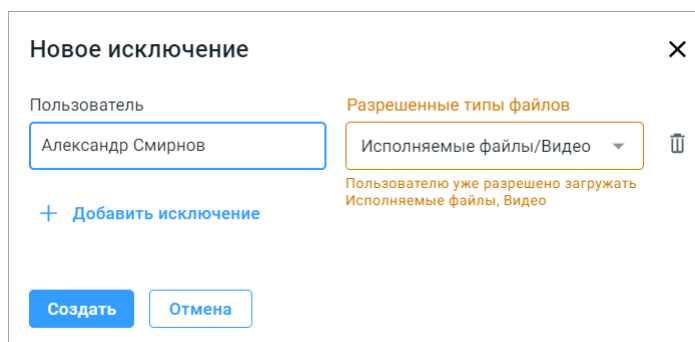 Новое исключение
Пользователь
Разрешенные типы файлов
Александр Смирнов
Исполняемые файлы/Видео
Пользователю уже разрешено загружать
Исполняемые файлы, Видео
Добавить исключение
Создать
Отмена